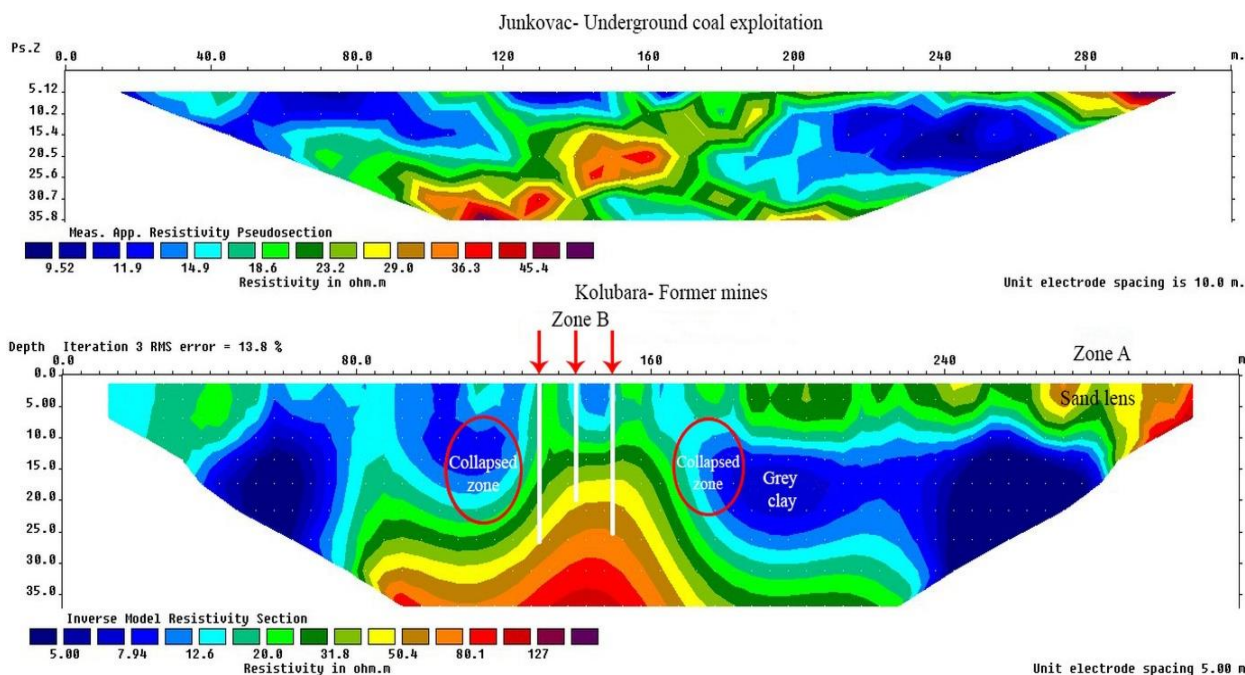 Junkovac- Underground coal exploitation
Ps.Z 0.0 40.0 80.0 120 160 200 240 280 m.
5.12
10.2
15.4
20.5
25.6
30.7
35.8
Meas. App. Resistivity Pseudosection
9.52 11.9 14.9 18.6 23.2 29.0 36.3 45.4
Resistivity in ohm.m
Unit electrode spacing is 10.0 m.
Kolubara- Former mines
Zone B
Depth Iteration 3 RMS error = 13.8 %
0.0 80.0 160 240 m
Zone A
0.0
5.00
10.0
15.0
20.0
25.0
30.0
35.0
Sand lens
Collapsed
zone
Collapsed
zone
Grey
clay
Inverse Model Resistivity Section
5.00 7.94 12.6 20.0 31.8 50.4 80.1 127
Resistivity in ohm.m
Unit electrode spacing 5.00 m